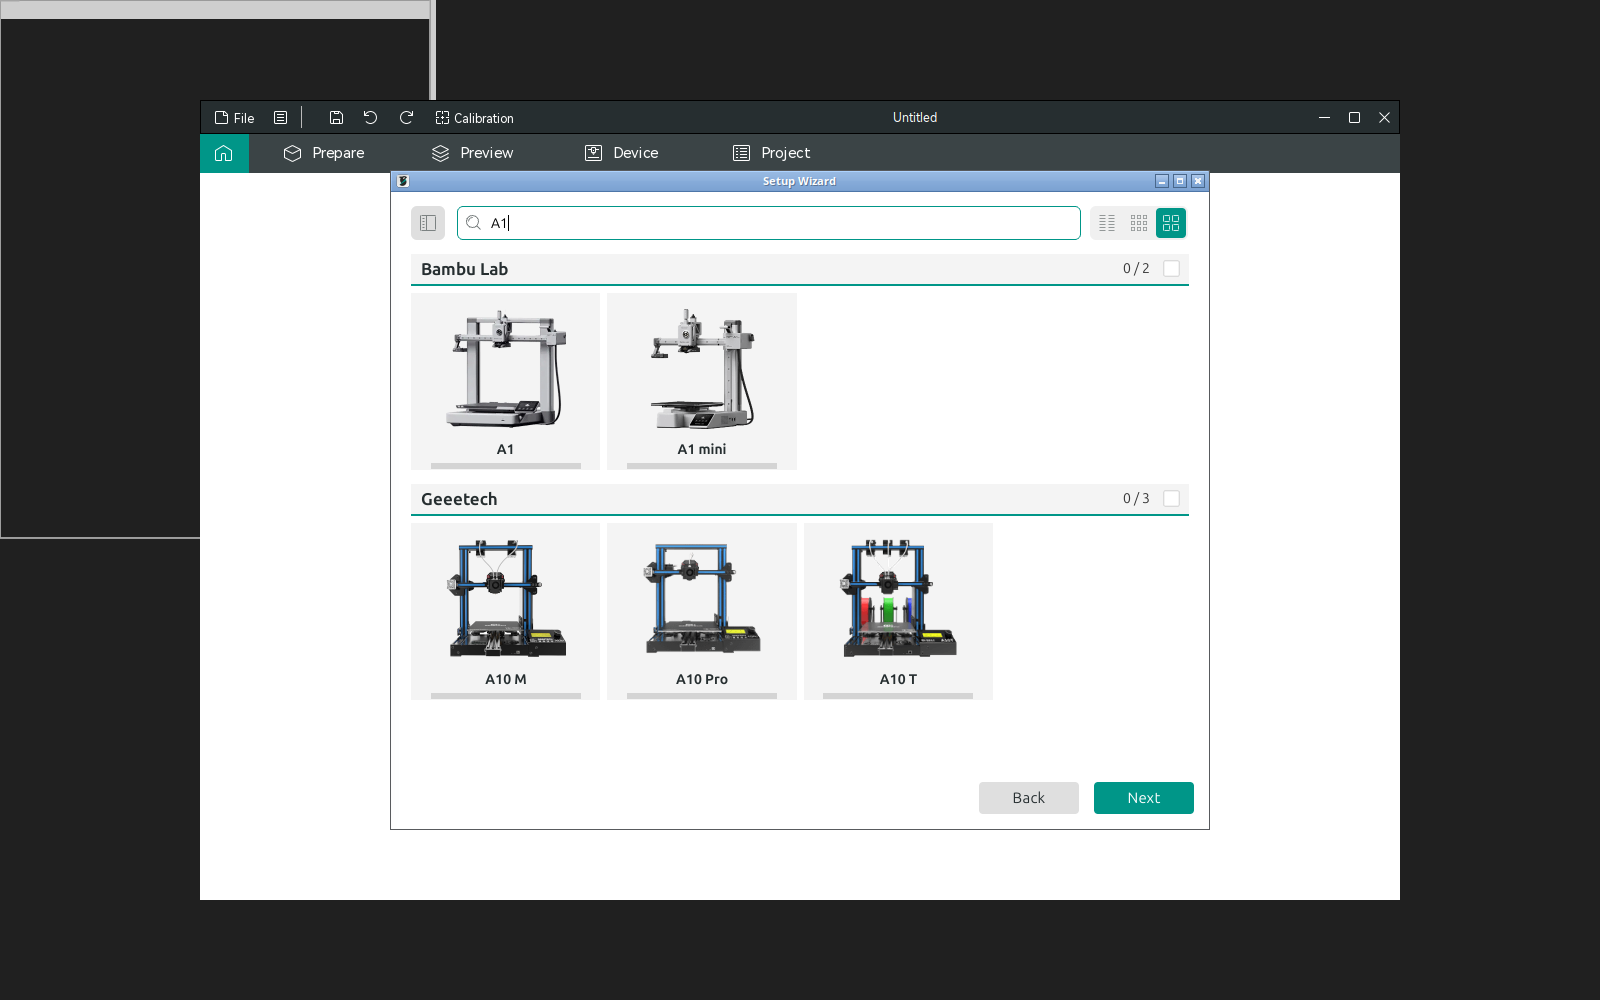 File
Calibration
Untitled
Prepare
Preview
Device
Project
Setup Wizard
A1
Bambu Lab
0 / 2
A1
A1 mini
Geeetech
0 / 3
A10 M
A10 Pro
A10 T
Back
Next